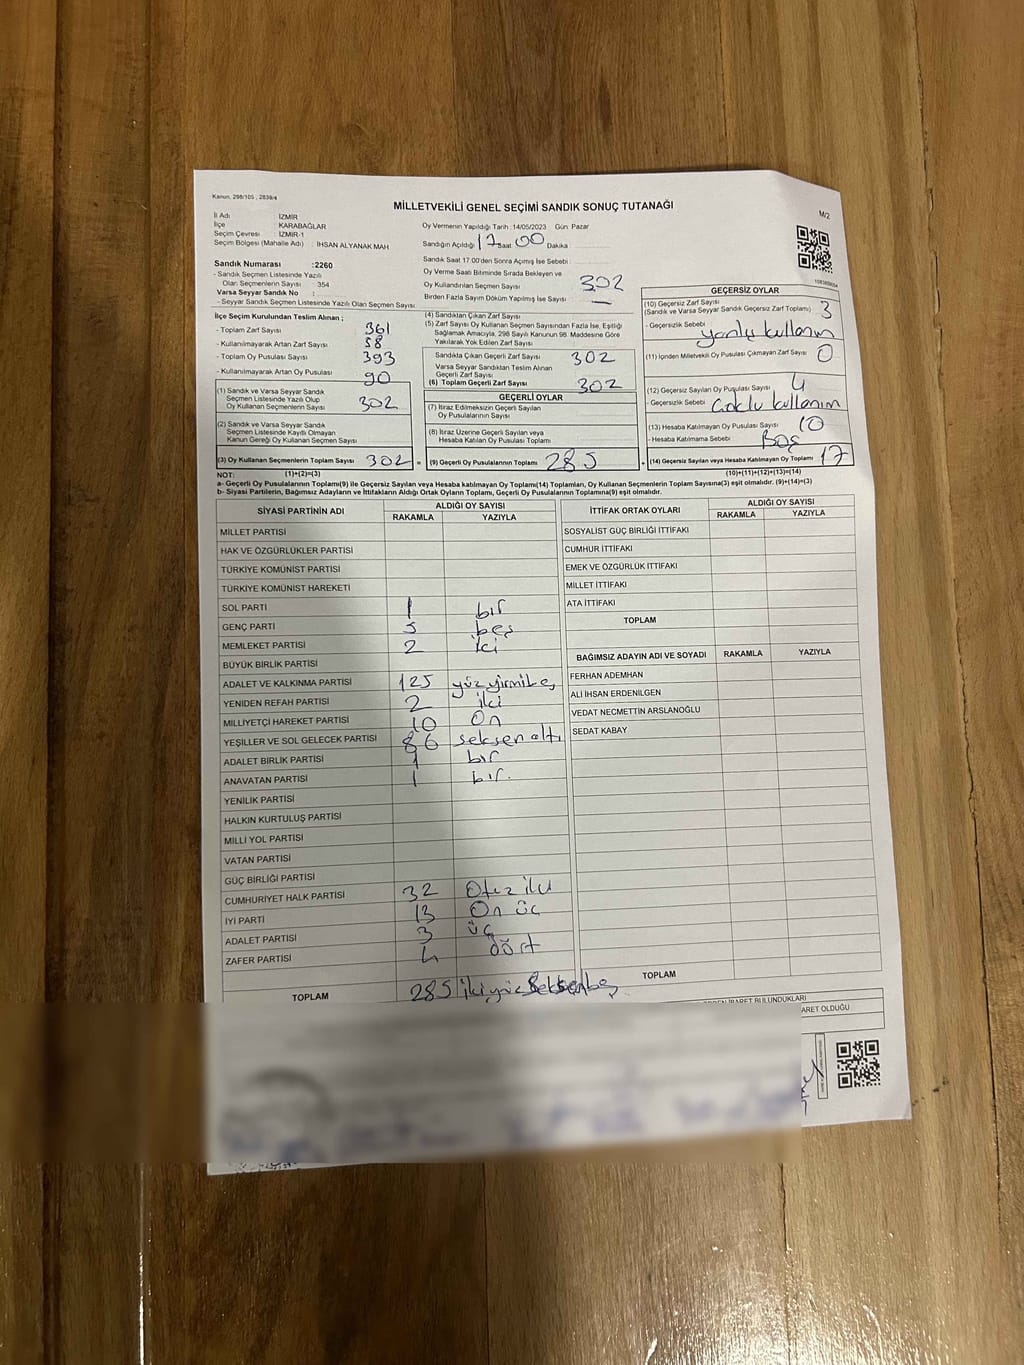 Kanun, 298/105 ; 2839/4
MİLLETVEKİLİ GENEL SEÇİMİ SANDIK SONUÇ TUTANAĞI
M/2
İl Adı : İZMİR
İlçe : KARABAĞLAR
Seçim Çevresi : İZMİR-1
Seçim Bölgesi (Mahalle Adı) : İHSAN ALYANAK MAH
Sandık Numarası :2260
- Sandık Seçmen Listesinde Yazılı
Olan Seçmenlerin Sayısı : 354
Varsa Seyyar Sandık No :
- Seyyar Sandık Seçmen Listesinde Yazılı Olan Seçmen Sayısı
Oy Vermenin Yapıldığı Tarih :14/05/2023 Gün: Pazar
Sandığın Açıldığı 17 Saat 00 Dakika
Sandık Saat 17:00'den Sonra Açımış İse Sebebi :
Oy Verme Saati Bitiminde Sırada Bekleyen ve
Oy Kullandırılan Seçmen Sayısı 302
Birden Fazla Sayım Döküm Yapılmış İse Sayısı : —
İlçe Seçim Kurulundan Teslim Alınan ;
- Toplam Zarf Sayısı 361
- Kullanılmayarak Artan Zarf Sayısı 58
- Toplam Oy Pusulası Sayısı 393
- Kullanılmayarak Artan Oy Pusulası 90
(1) Sandık ve Varsa Seyyar Sandık
Seçmen Listesinde Yazılı Olup
Oy Kullanan Seçmenlerin Sayısı 302
(2) Sandık ve Varsa Seyyar Sandık
Seçmen Listesinde Kayıtlı Olmayan
Kanun Gereği Oy Kullanan Seçmen Sayısı
(3) Oy Kullanan Seçmenlerin Toplam Sayısı 302 =
(4) Sandıktan Çıkan Zarf Sayısı
(5) Zarf Sayısı Oy Kullanan Seçmen Sayısından Fazla İse, Eşitliği
Sağlamak Amacıyla, 298 Sayılı Kanunun 98. Maddesine Göre
Yakılarak Yok Edilen Zarf Sayısı
Sandıkta Çıkan Geçerli Zarf Sayısı 302
Varsa Seyyar Sandıktan Teslim Alınan
Geçerli Zarf Sayısı
(6) Toplam Geçerli Zarf Sayısı 302
GEÇERLİ OYLAR
(7) İtiraz Edilmeksizin Geçerli Sayılan
Oy Pusulalarının Sayısı
(8) İtiraz Üzerine Geçerli Sayılan veya
Hesaba Katılan Oy Pusulası Toplamı
(9) Geçerli Oy Pusulalarının Toplamı 285 +
GEÇERSİZ OYLAR
(10) Geçersiz Zarf Sayısı
(Sandık ve Varsa Seyyar Sandık Geçersiz Zarf Toplamı) 3
- Geçersizlik Sebebi yanlış kullanım
(11) İçinden Milletvekili Oy Pusulası Çıkmayan Zarf Sayısı 0
(12) Geçersiz Sayılan Oy Pusulası Sayısı 4
- Geçersizlik Sebebi Çoklu kullanım
(13) Hesaba Katılmayan Oy Pusulası Sayısı 10
- Hesaba Katılmama Sebebi Boş
(14) Geçersiz Sayılan veya Hesaba Katılmayan Oy Toplamı 17
NOT: (1)+(2)=(3) (10)+(11)+(12)+(13)=(14)
a- Geçerli Oy Pusulalarının Toplamı(9) ile Geçersiz Sayılan veya Hesaba katılmayan Oy Toplamı(14) Toplamları, Oy Kullanan Seçmenlerin Toplam Sayısına(3) eşit olmalıdır. (9)+(14)=(3)
b- Siyasi Partilerin, Bağımsız Adayların ve İttifakların Aldığı Ortak Oyların Toplamı, Geçerli Oy Pusulalarının Toplamına(9) eşit olmalıdır.
SİYASİ PARTİNİN ADI ALDIĞI OY SAYISI
RAKAMLA YAZIYLA
MİLLET PARTİSİ
HAK VE ÖZGÜRLÜKLER PARTİSİ
TÜRKİYE KOMÜNİST PARTİSİ
TÜRKİYE KOMÜNİST HAREKETİ
SOL PARTİ 1 bir
GENÇ PARTİ 5 beş
MEMLEKET PARTİSİ 2 iki
BÜYÜK BİRLİK PARTİSİ
ADALET VE KALKINMA PARTİSİ 125 yüzyirmibeş
YENİDEN REFAH PARTİSİ 2 iki
MİLLİYETÇİ HAREKET PARTİSİ 10 On
YEŞİLLER VE SOL GELECEK PARTİSİ 86 seksen altı
ADALET BİRLİK PARTİSİ 1 bir
ANAVATAN PARTİSİ 1 bir.
YENİLİK PARTİSİ
HALKIN KURTULUŞ PARTİSİ
MİLLİ YOL PARTİSİ
VATAN PARTİSİ
GÜÇ BİRLİĞİ PARTİSİ
CUMHURİYET HALK PARTİSİ 32 Otuz iki
İYİ PARTİ 13 On üç
ADALET PARTİSİ 3 üç
ZAFER PARTİSİ 4 dört
TOPLAM 285 ikiyüz seksenbeş
İTTİFAK ORTAK OYLARI ALDIĞI OY SAYISI
RAKAMLA YAZIYLA
SOSYALİST GÜÇ BİRLİĞİ İTTİFAKI
CUMHUR İTTİFAKI
EMEK VE ÖZGÜRLÜK İTTİFAKI
MİLLET İTTİFAKI
ATA İTTİFAKI
TOPLAM
BAĞIMSIZ ADAYIN ADI VE SOYADI RAKAMLA YAZIYLA
FERHAN ADEMHAN
ALİ İHSAN ERDENİLGEN
VEDAT NECMETTİN ARSLANOĞLU
SEDAT KABAY
TOPLAM
İBARET BULUNDUKLARI
ARET OLDUĞU